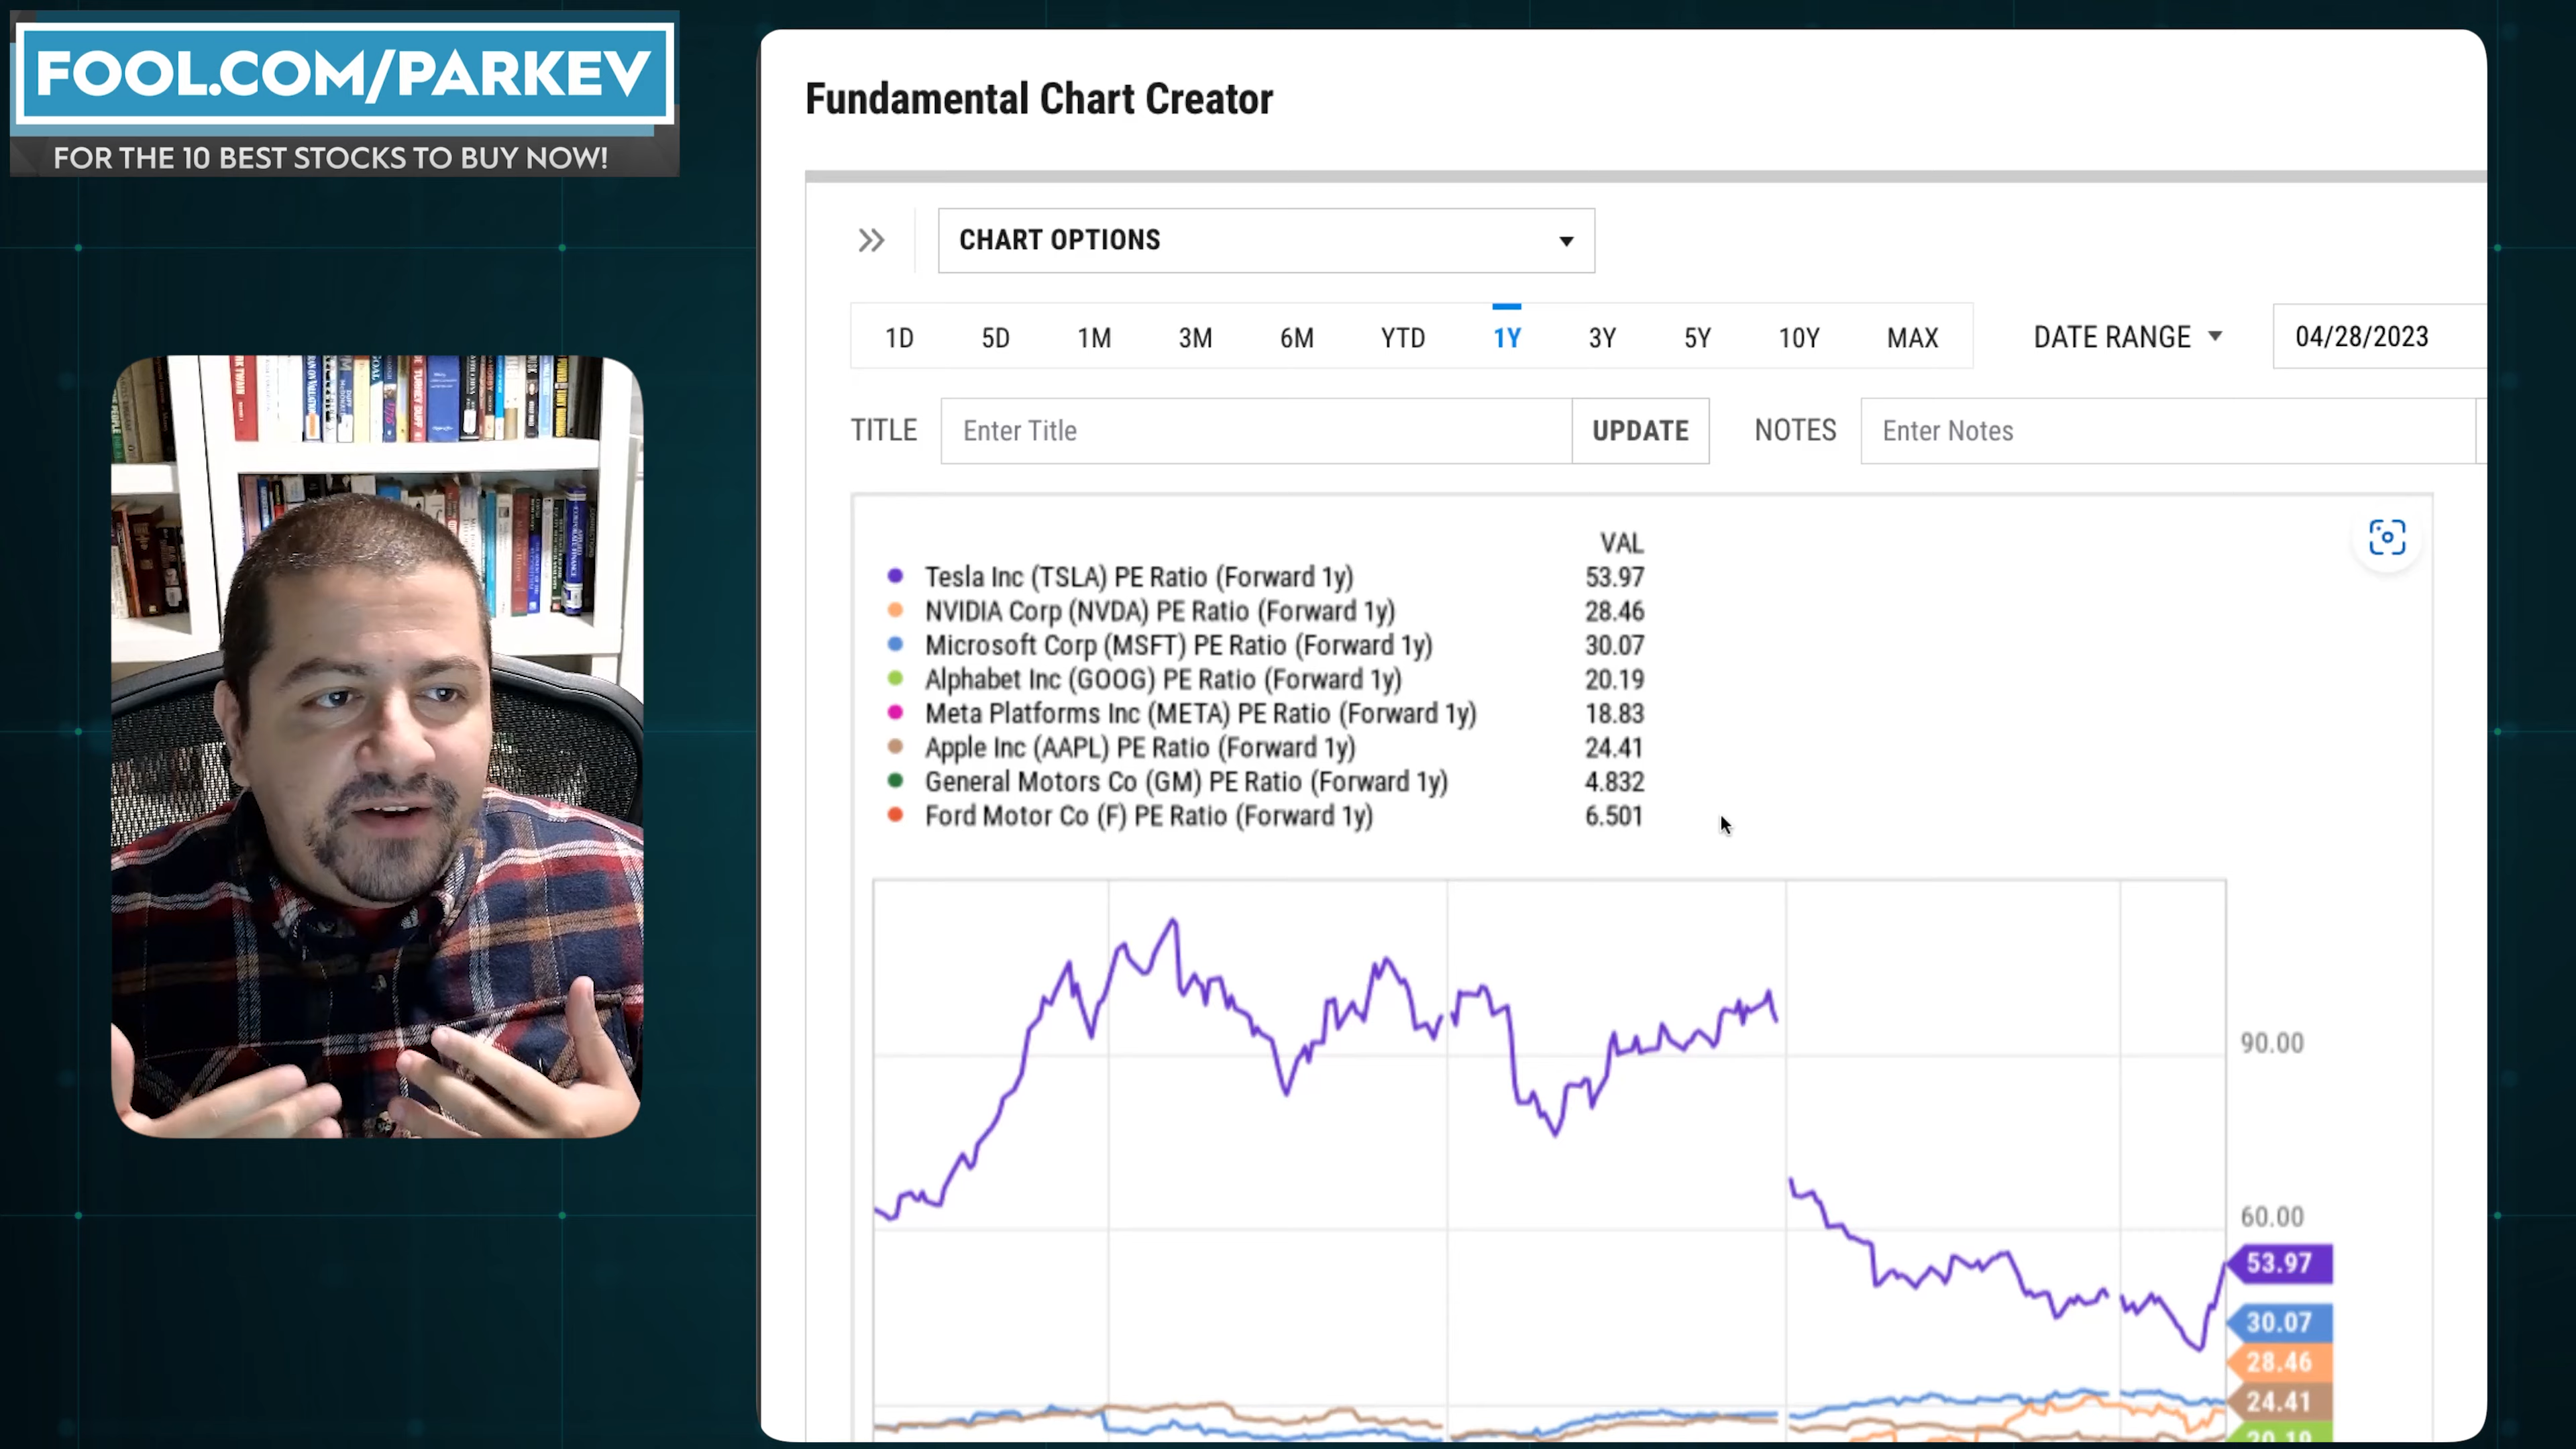 FOOL.COM/PARKEV
FOR THE 10 BEST STOCKS TO BUY NOW!
Fundamental Chart Creator
CHART OPTIONS
1D 5D 1M 3M 6M YTD 1Y 3Y 5Y 10Y MAX DATE RANGE 04/28/2023
TITLE Enter Title UPDATE NOTES Enter Notes
VAL
Tesla Inc (TSLA) PE Ratio (Forward 1y) 53.97
NVIDIA Corp (NVDA) PE Ratio (Forward 1y) 28.46
Microsoft Corp (MSFT) PE Ratio (Forward 1y) 30.07
Alphabet Inc (GOOG) PE Ratio (Forward 1y) 20.19
Meta Platforms Inc (META) PE Ratio (Forward 1y) 18.83
Apple Inc (AAPL) PE Ratio (Forward 1y) 24.41
General Motors Co (GM) PE Ratio (Forward 1y) 4.832
Ford Motor Co (F) PE Ratio (Forward 1y) 6.501
90.00
60.00
53.97
30.07
28.46
24.41
20.19